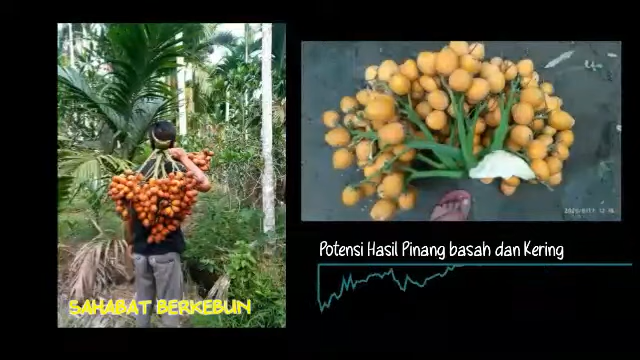 SAHABAT BERKEBUN
Potensi Hasil Pinang basah dan Kering